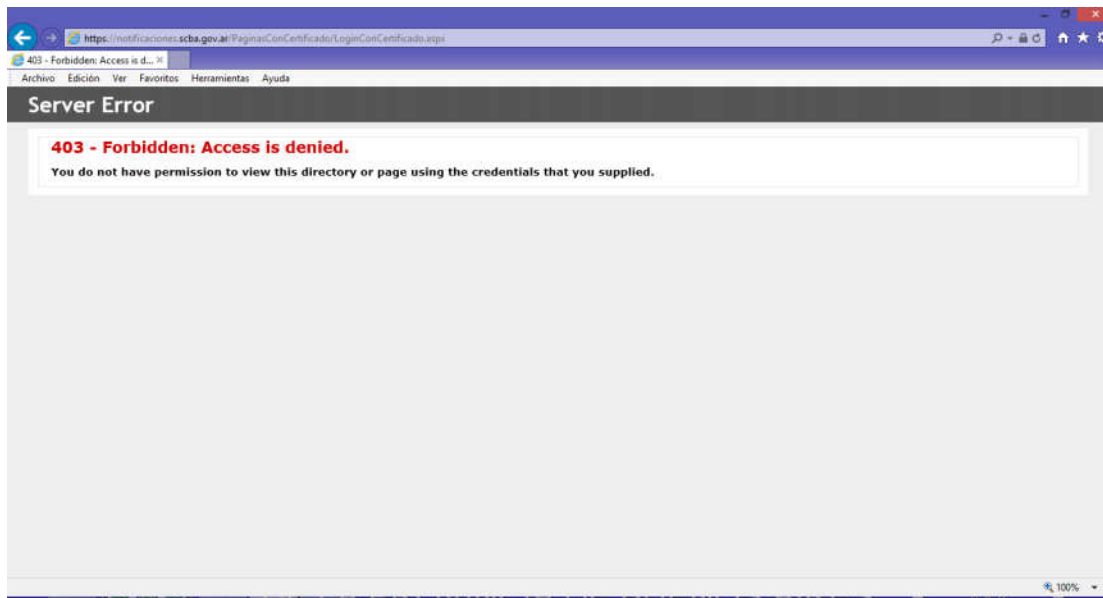 https://notificaciones.scba.gov.ar/PaginasConCertificado/LoginConCertificado.aspx
403 - Forbidden: Access is d...
Archivo Edición Ver Favoritos Herramientas Ayuda
Server Error
403 - Forbidden: Access is denied.
You do not have permission to view this directory or page using the credentials that you supplied.
100%